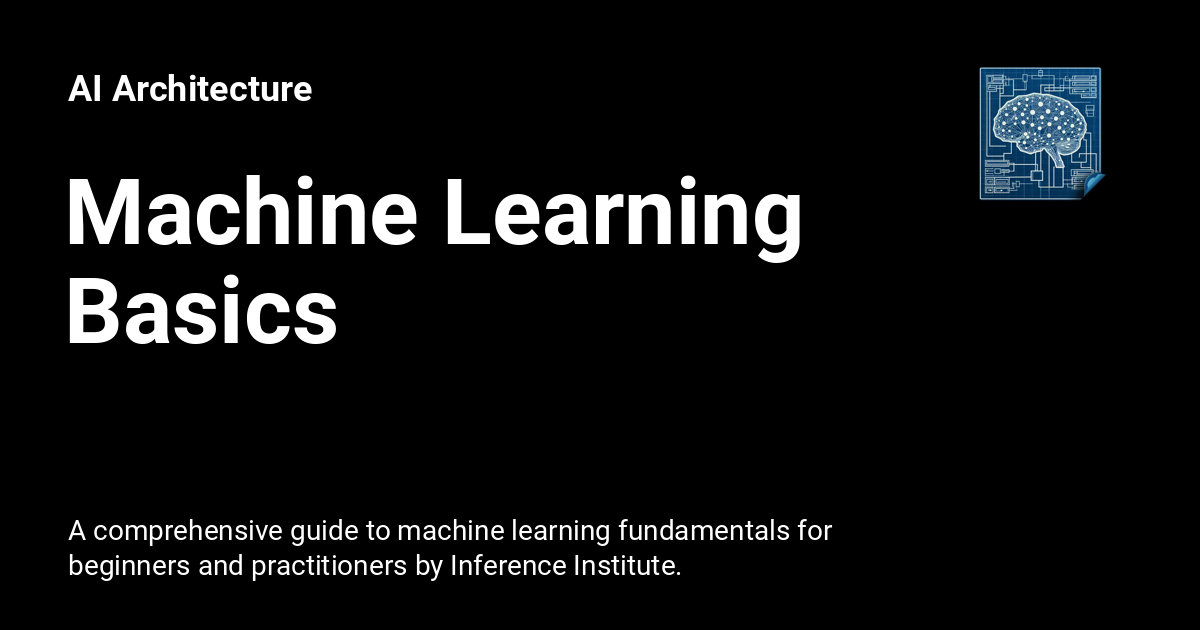 AI Architecture
Machine Learning
Basics
A comprehensive guide to machine learning fundamentals for
beginners and practitioners by Inference Institute.